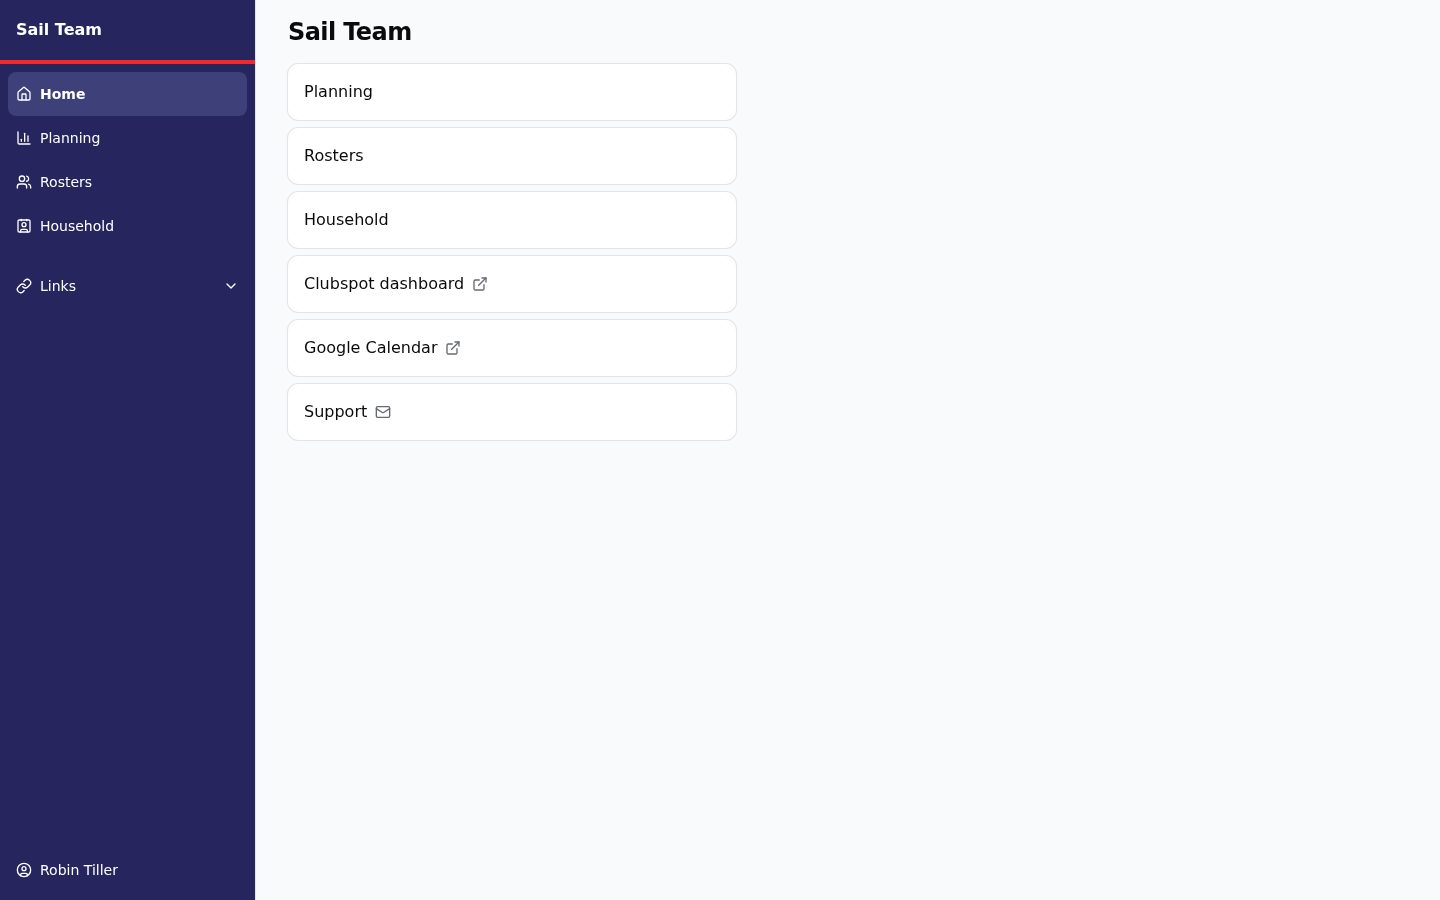 Sail Team
Home
Planning
Rosters
Household
Links
Robin Tiller
Sail Team
Planning
Rosters
Household
Clubspot dashboard
Google Calendar
Support